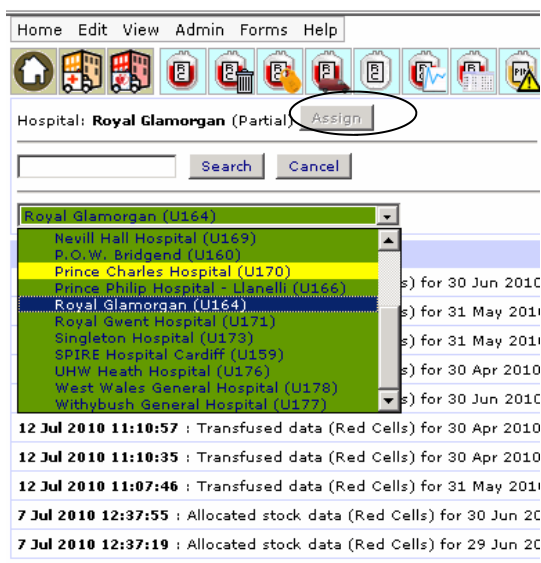 Home Edit View Admin Forms Help
Hospital: Royal Glamorgan (Partial) Assign
Search Cancel
Royal Glamorgan (U164)
Nevill Hall Hospital (U169)
P.O.W. Bridgend (U160)
Prince Charles Hospital (U170)
Prince Philip Hospital - Llanelli (U166)
s) for 30 Jun 2010
Royal Glamorgan (U164)
s) for 31 May 201
Royal Gwent Hospital (U171)
Singleton Hospital (U173)
s) for 31 May 201
SPIRE Hospital Cardiff (U159)
UHW Heath Hospital (U176)
s) for 30 Apr 2010
West Wales General Hospital (U178)
Withybush General Hospital (U177)
s) for 30 Jun 2010
12 Jul 2010 11:10:57 : Transfused data (Red Cells) for 30 Apr 2010
12 Jul 2010 11:10:35 : Transfused data (Red Cells) for 30 Apr 2010
12 Jul 2010 11:07:46 : Transfused data (Red Cells) for 31 May 201
7 Jul 2010 12:37:55 : Allocated stock data (Red Cells) for 30 Jun 20
7 Jul 2010 12:37:19 : Allocated stock data (Red Cells) for 29 Jun 20